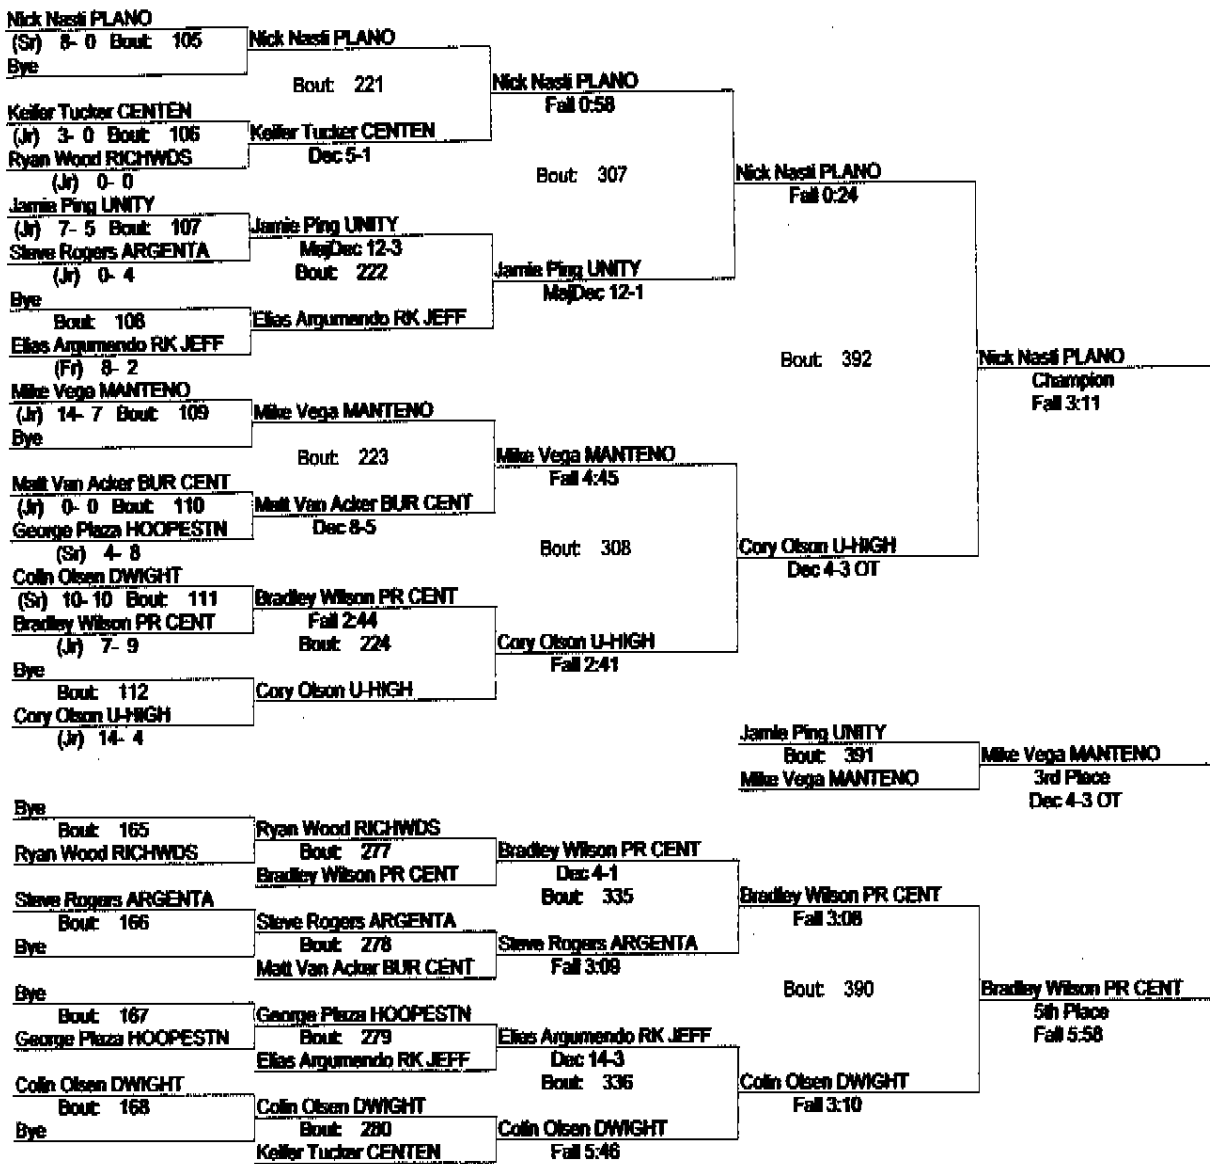 Nick Nasti PLANO
(Sr) 8- 0 Bout: 105
Bye
Nick Nasti PLANO
Bout: 221
Nick Nasti PLANO
Fall 0:58
Keifer Tucker CENTEN
(Jr) 3- 0 Bout: 106
Ryan Wood RICHWDS
(Jr) 0- 0
Keifer Tucker CENTEN
Dec 5-1
Bout: 307
Nick Nasti PLANO
Fall 0:24
Jamie Ping UNITY
(Jr) 7- 5 Bout: 107
Steve Rogers ARGENTA
(Jr) 0- 4
Jamie Ping UNITY
MajDec 12-3
Bout: 222
Jamie Ping UNITY
MajDec 12-1
Bye
Bout: 108
Elias Argumando RK JEFF
(Fr) 8- 2
Elias Argumando RK JEFF
Bout: 392
Nick Nasti PLANO
Champion
Fall 3:11
Mike Vega MANTENO
(Jr) 14- 7 Bout: 109
Bye
Mike Vega MANTENO
Bout: 223
Mike Vega MANTENO
Fall 4:45
Matt Van Acker BUR CENT
(Jr) 0- 0 Bout: 110
George Plaza HOOPESTN
(Sr) 4- 8
Matt Van Acker BUR CENT
Dec 8-5
Bout: 308
Cory Olson U-HIGH
Dec 4-3 OT
Colin Olsen DWIGHT
(Sr) 10- 10 Bout: 111
Bradley Wilson PR CENT
(Jr) 7- 9
Bradley Wilson PR CENT
Fall 2:44
Bout: 224
Cory Olson U-HIGH
Fall 2:41
Bye
Bout: 112
Cory Olson U-HIGH
(Jr) 14- 4
Cory Olson U-HIGH
Jamie Ping UNITY
Bout: 391
Mike Vega MANTENO
Mike Vega MANTENO
3rd Place
Dec 4-3 OT
Bye
Bout: 165
Ryan Wood RICHWDS
Ryan Wood RICHWDS
Bout: 277
Bradley Wilson PR CENT
Bradley Wilson PR CENT
Dec 4-1
Bout: 335
Bradley Wilson PR CENT
Fall 3:08
Steve Rogers ARGENTA
Bout: 166
Bye
Steve Rogers ARGENTA
Bout: 278
Matt Van Acker BUR CENT
Steve Rogers ARGENTA
Fall 3:09
Bout: 390
Bradley Wilson PR CENT
5th Place
Fall 5:58
Bye
Bout: 167
George Plaza HOOPESTN
George Plaza HOOPESTN
Bout: 279
Elias Argumando RK JEFF
Elias Argumando RK JEFF
Dec 14-3
Bout: 336
Colin Olsen DWIGHT
Fall 3:10
Colin Olsen DWIGHT
Bout: 168
Bye
Colin Olsen DWIGHT
Bout: 280
Keifer Tucker CENTEN
Colin Olsen DWIGHT
Fall 5:46